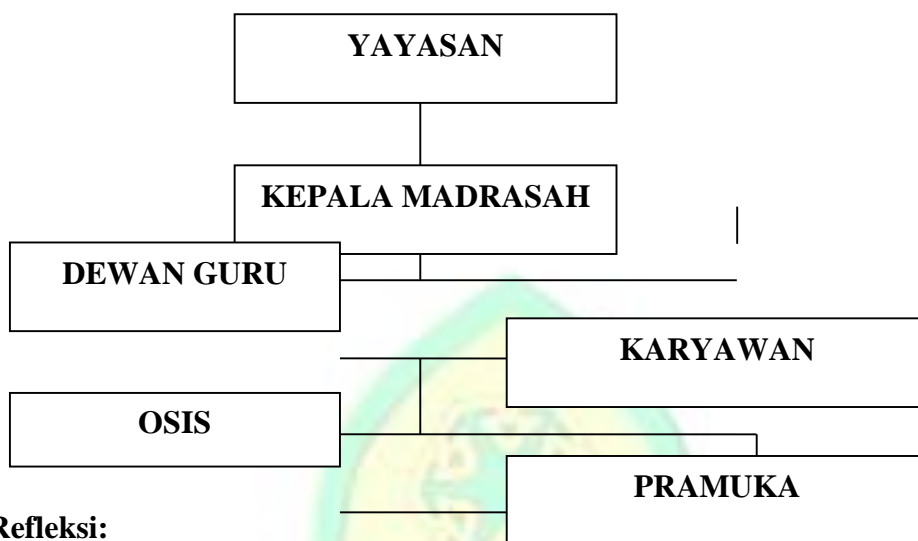 YAYASAN
KEPALA MADRASAH
DEWAN GURU
KARYAWAN
OSIS
PRAMUKA
Refleksi: